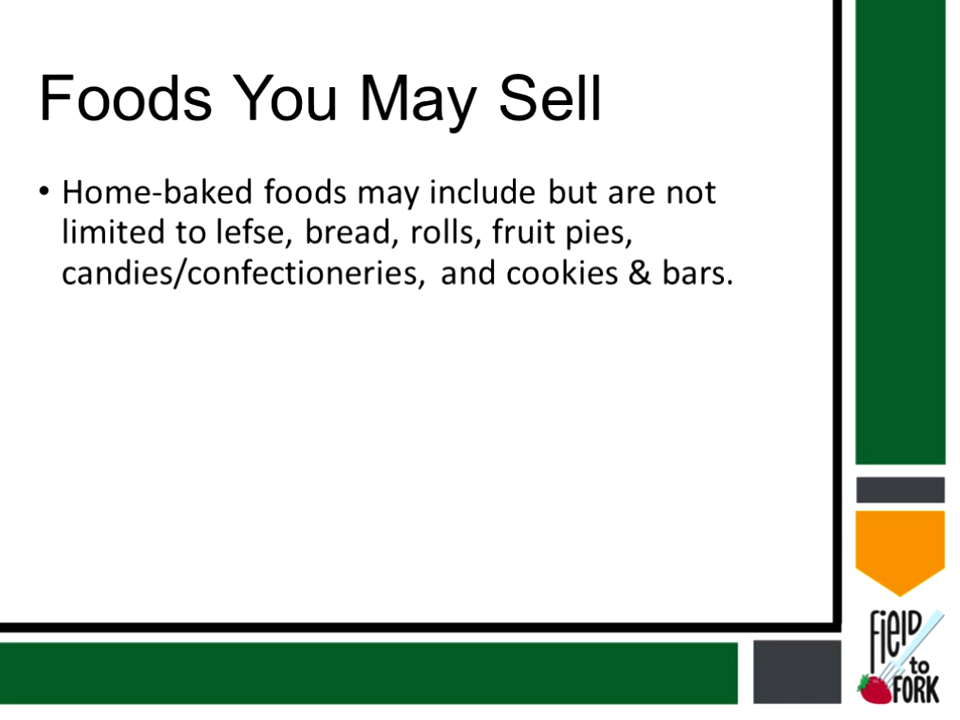 Foods You May Sell
• Home-baked foods may include but are not
limited to lefse, bread, rolls, fruit pies,
candies/confectioneries, and cookies & bars.
FIELD
to
FORK